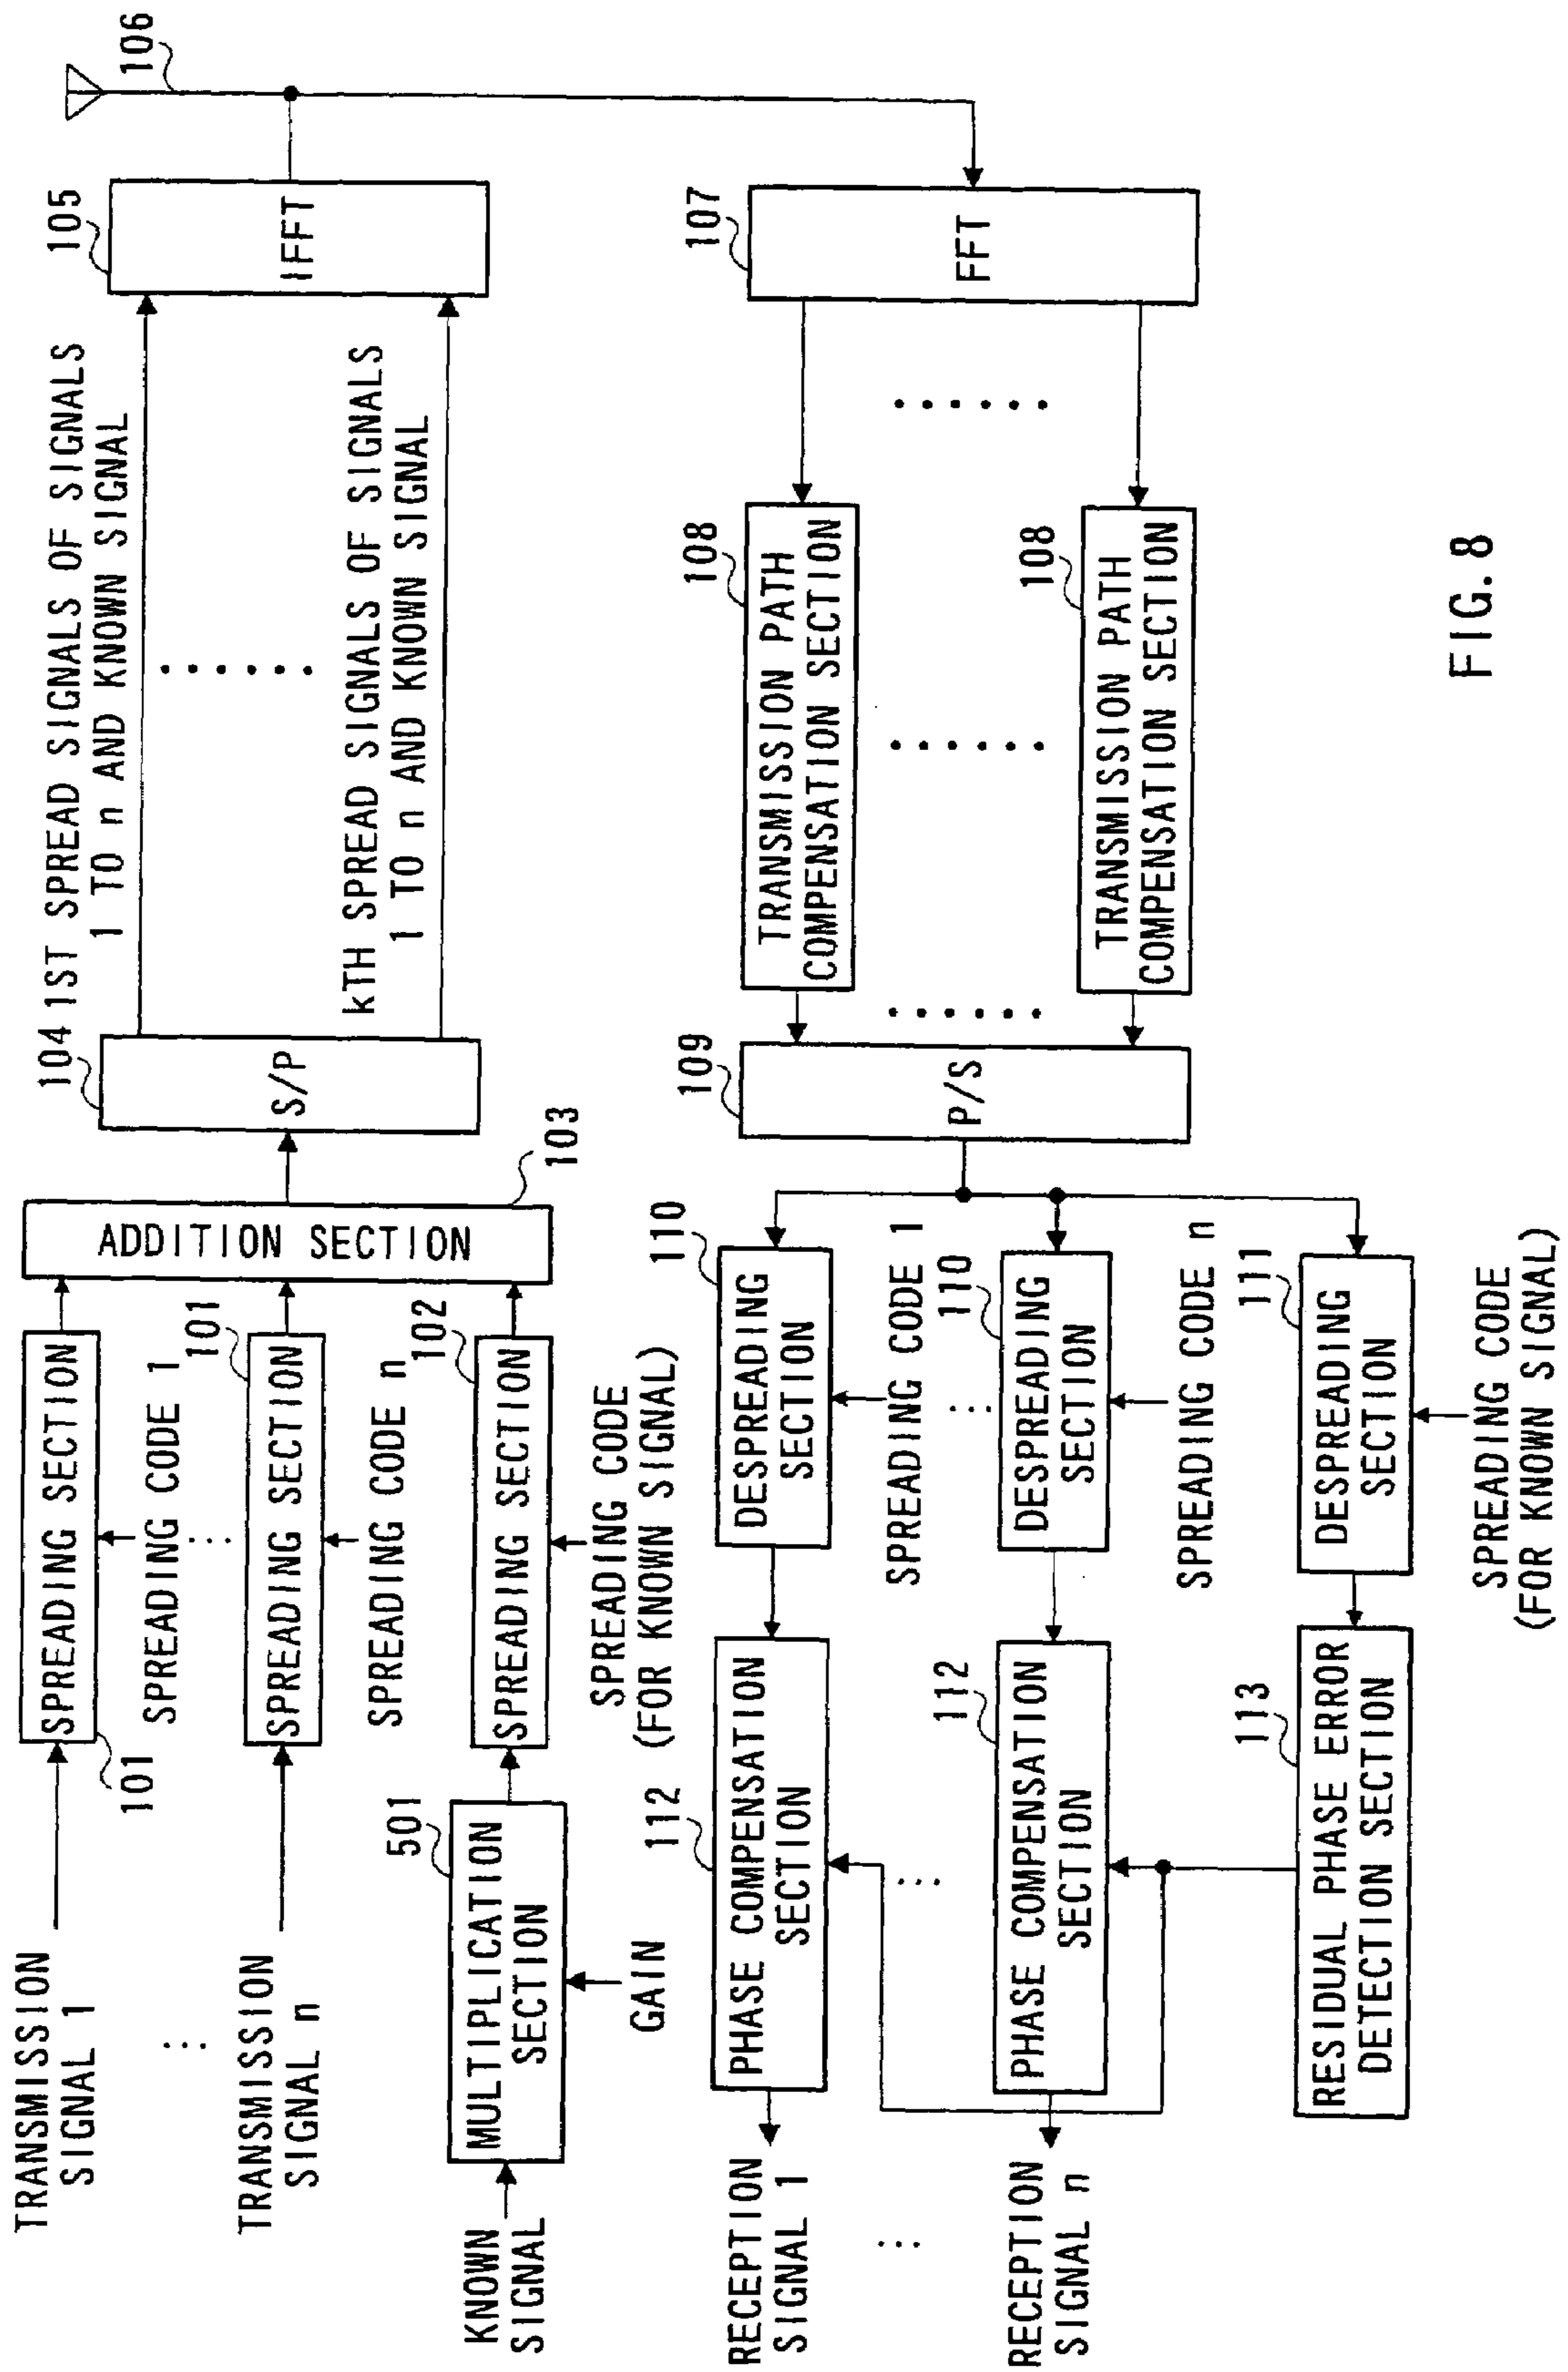 TRANSMISSION
SIGNAL 1
101
SPREADING SECTION
SPREADING CODE 1
TRANSMISSION
SIGNAL n
101
SPREADING SECTION
SPREADING CODE n
KNOWN
SIGNAL
501
MULTIPLICATION
SECTION
GAIN
102
SPREADING SECTION
SPREADING CODE
(FOR KNOWN SIGNAL)
ADDITION SECTION
103
104
S/P
1ST SPREAD SIGNALS OF SIGNALS
1 TO n AND KNOWN SIGNAL
kTH SPREAD SIGNALS OF SIGNALS
1 TO n AND KNOWN SIGNAL
105
IFFT
106
RECEPTION
SIGNAL 1
112
PHASE COMPENSATION
SECTION
110
DESPREADING
SECTION
SPREADING CODE 1
RECEPTION
SIGNAL n
112
PHASE COMPENSATION
SECTION
110
DESPREADING
SECTION
SPREADING CODE n
113
RESIDUAL PHASE ERROR
DETECTION SECTION
111
DESPREADING
SECTION
SPREADING CODE
(FOR KNOWN SIGNAL)
109
P/S
108
TRANSMISSION PATH
COMPENSATION SECTION
108
TRANSMISSION PATH
COMPENSATION SECTION
107
FFT
FIG. 8